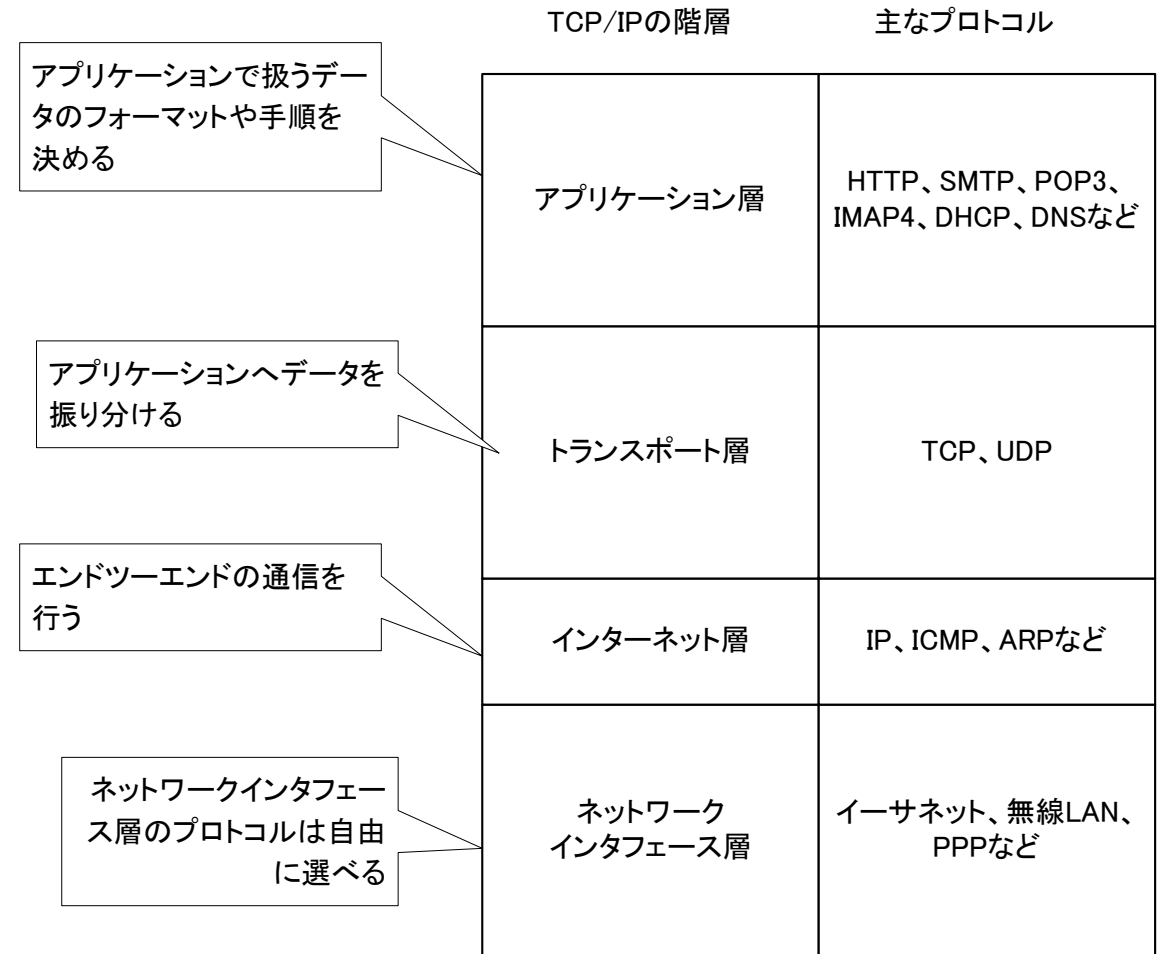 TCP/IPの階層
主なプロトコル
アプリケーションで扱うデー
タのフォーマットや手順を
決める
アプリケーション層
HTTP、SMTP、POP3、
IMAP4、DHCP、DNSなど
アプリケーションへデータを
振り分ける
トランスポート層
TCP、UDP
エンドツーエンドの通信を
行う
インターネット層
IP、ICMP、ARPなど
ネットワークインタフェー
ス層のプロトコルは自由
に選べる
ネットワーク
インタフェース層
イーサネット、無線LAN、
PPPなど